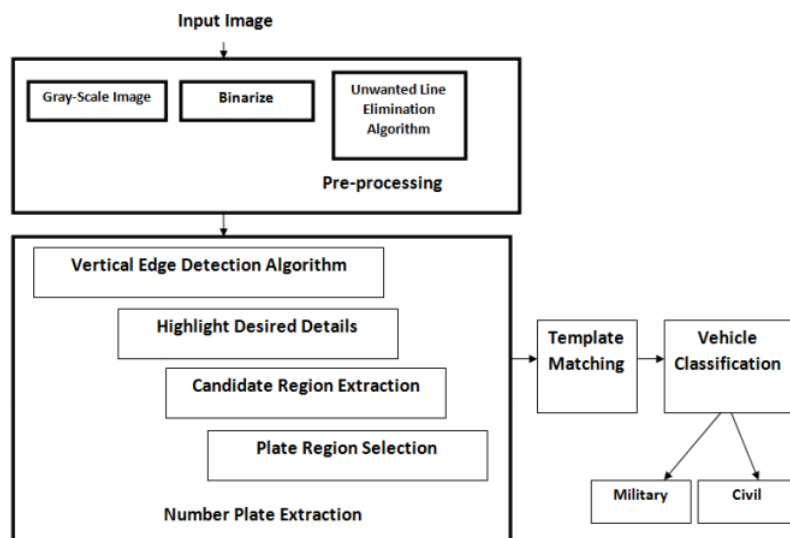 Input Image
Gray-Scale Image
Binarize
Unwanted Line
Elimination
Algorithm
Pre-processing
Vertical Edge Detection Algorithm
Highlight Desired Details
Candidate Region Extraction
Plate Region Selection
Number Plate Extraction
Template
Matching
Vehicle
Classification
Military
Civil